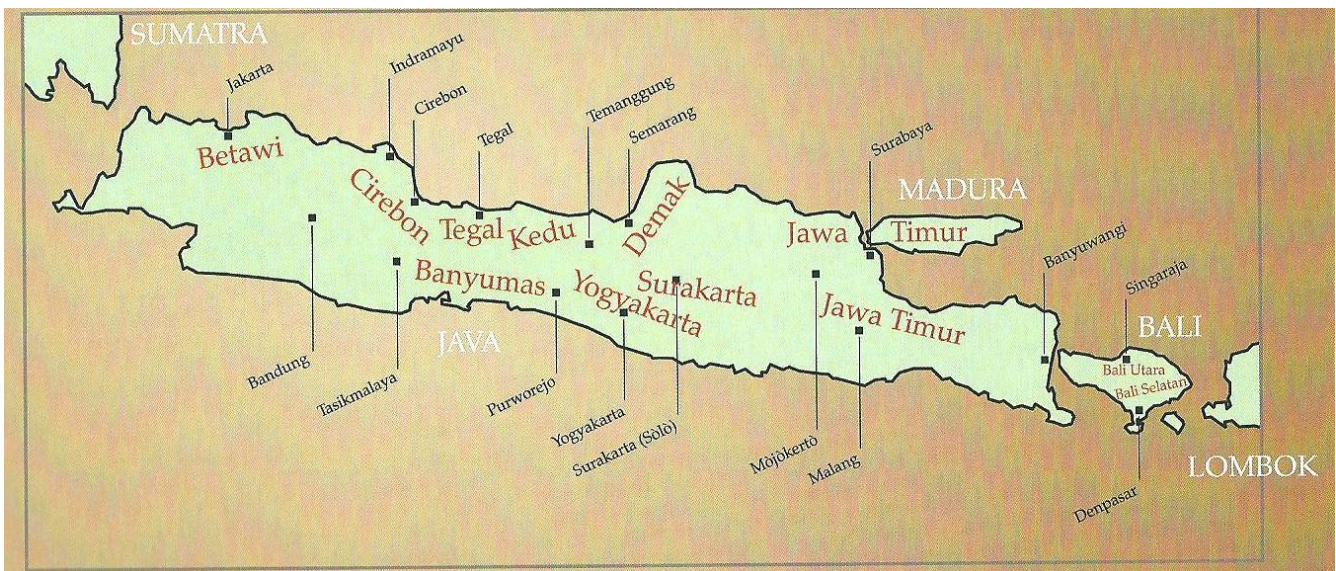 SUMATRA
Jakarta
Indramayu
Cirebon
Tegal
Temanggung
Semarang
Surabaya
MADURA
Banyuwangi
Singaraja
BALI
Betawi
Cirebon
Tegal
Kedu
Demak
Jawa Timur
Banyumas
Yogyakarta
Surakarta
Jawa Timur
Bali Utara
Bali Selatan
JAVA
LOMBOK
Bandung
Tasikmalaya
Purworejo
Yogyakarta
Surakarta (Sòlò)
Mòjòkertò
Malang
Denpasar